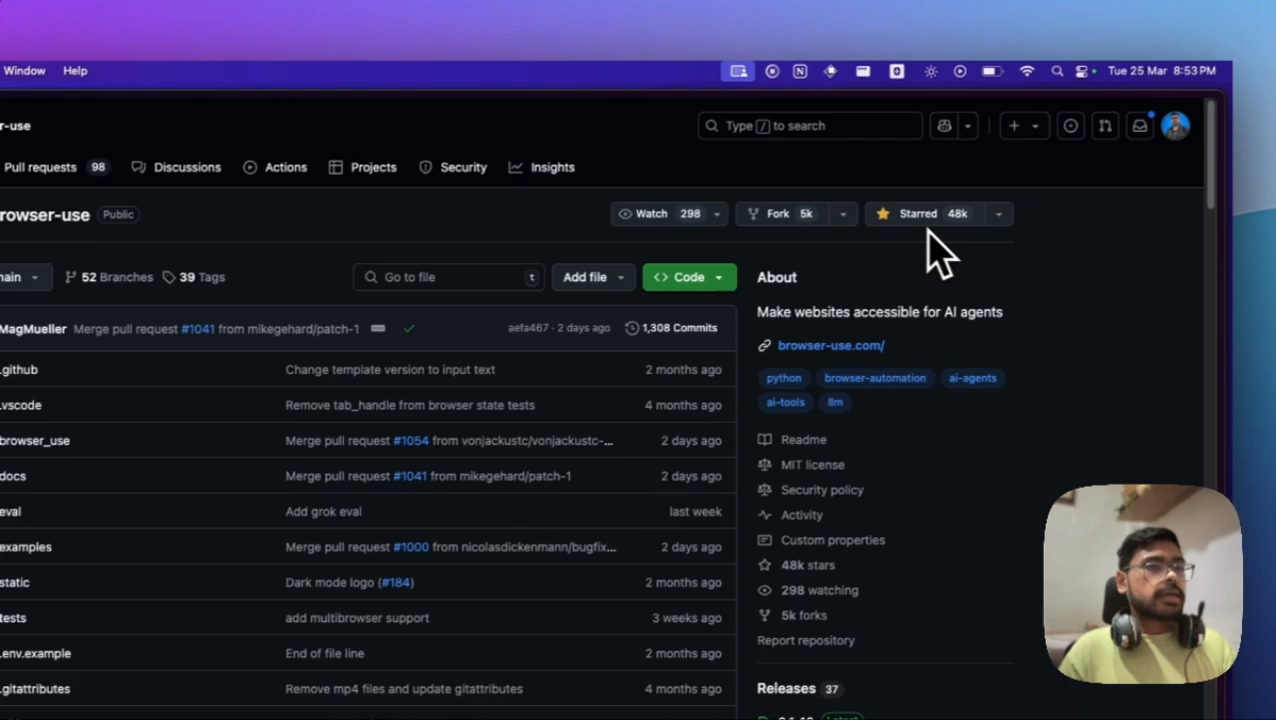 Window Help Tue 25 Mar 8:53 PM
r-use Type / to search
Pull requests 98 Discussions Actions Projects Security Insights
rowser-use Public Watch 298 Fork 5k Starred 48k
nain 52 Branches 39 Tags Go to file t Add file <> Code
MagMueller Merge pull request #1041 from mikegehard/patch-1 aefa467 · 2 days ago 1,308 Commits
.github Change template version to input text 2 months ago
.vscode Remove tab_handle from browser state tests 4 months ago
browser_use Merge pull request #1054 from vonjackustc/vonjackustc-... 2 days ago
docs Merge pull request #1041 from mikegehard/patch-1 2 days ago
eval Add grok eval last week
examples Merge pull request #1000 from nicolasdickenmann/bugfix... 2 days ago
static Dark mode logo (#184) 2 months ago
tests add multibrowser support 3 weeks ago
.env.example End of file line 2 months ago
.gitattributes Remove mp4 files and update gitattributes 4 months ago
About
Make websites accessible for AI agents
browser-use.com/
python browser-automation ai-agents
ai-tools llm
Readme
MIT license
Security policy
Activity
Custom properties
48k stars
298 watching
5k forks
Report repository
Releases 37